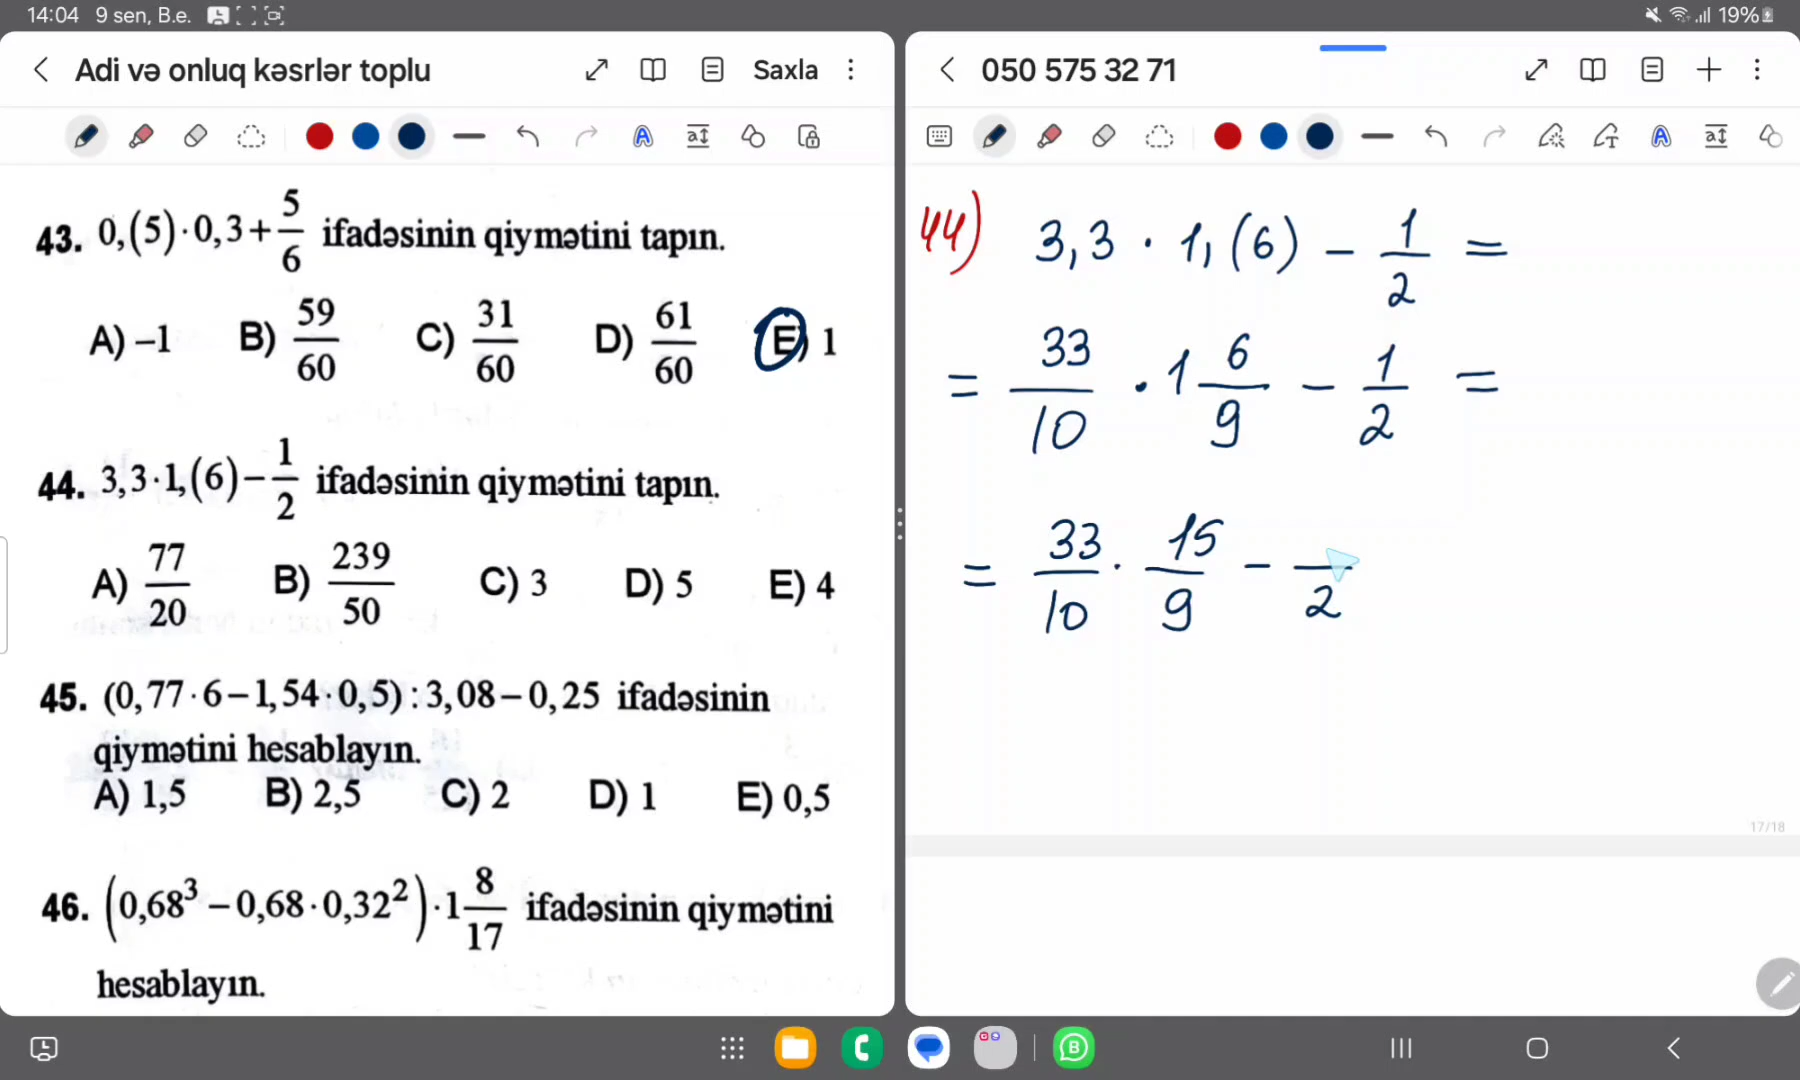 14:04 9 sen, B.e.
19%
Adi və onluq kəsrlər toplu
Saxla
43. 0,(5)·0,3+5/6 ifadəsinin qiymətini tapın.
A) –1 B) 59/60 C) 31/60 D) 61/60 E) 1
44. 3,3·1,(6)–1/2 ifadəsinin qiymətini tapın.
A) 77/20 B) 239/50 C) 3 D) 5 E) 4
45. (0,77·6–1,54·0,5):3,08–0,25 ifadəsinin
qiymətini hesablayın.
A) 1,5 B) 2,5 C) 2 D) 1 E) 0,5
46. (0,68³–0,68·0,32²)·1 8/17 ifadəsinin qiymətini
hesablayın.
050 575 32 71
44) 3,3 · 1,(6) – 1/2 =
= 33/10 · 1 6/9 – 1/2 =
= 33/10 · 15/9 – /2
17/18